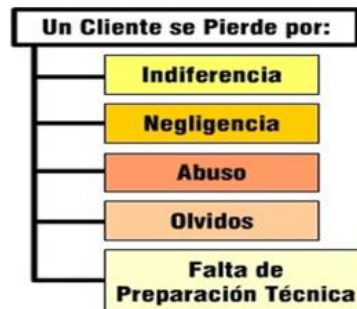 Un Cliente se Pierde por:
Indiferencia
Negligencia
Abuso
Olvidos
Falta de
Preparación Técnica